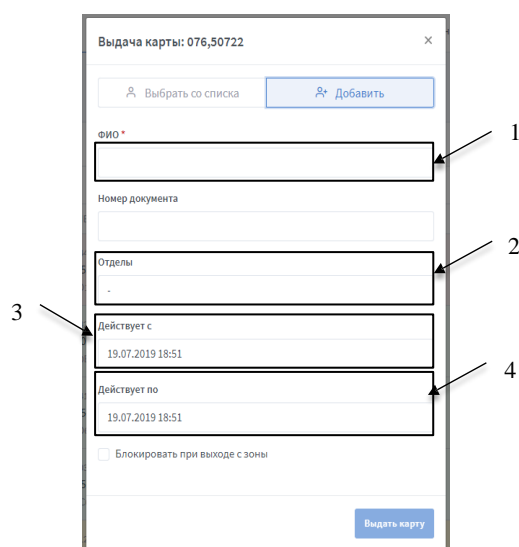 Выдача карты: 076,50722 ×
Выбрать со списка Добавить
ФИО *
1
Номер документа
Отделы
2
-
3
Действует с
19.07.2019 18:51
4
Действует по
19.07.2019 18:51
Блокировать при выходе с зоны
Выдать карту